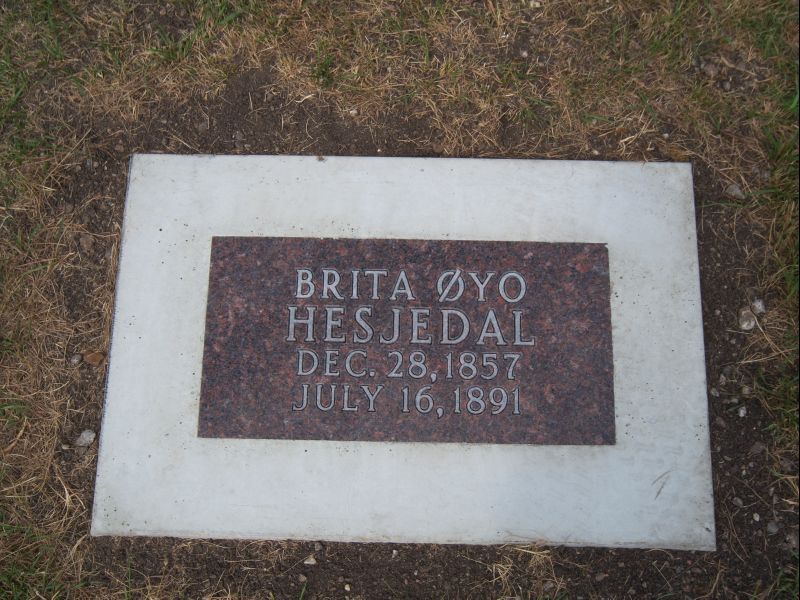 BRITA ØYO
HESJEDAL
DEC. 28, 1857
JULY 16, 1891